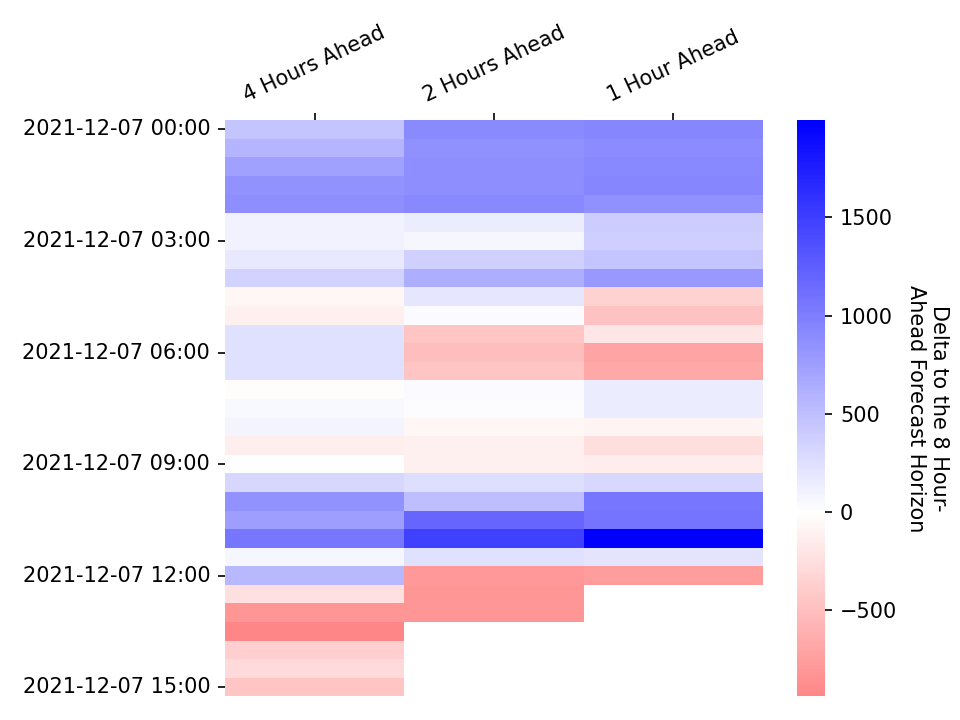 4 Hours Ahead
2 Hours Ahead
1 Hour Ahead
2021-12-07 00:00
2021-12-07 03:00
2021-12-07 06:00
2021-12-07 09:00
2021-12-07 12:00
2021-12-07 15:00
1500
1000
500
0
−500
Delta to the 8 Hour-
Ahead Forecast Horizon